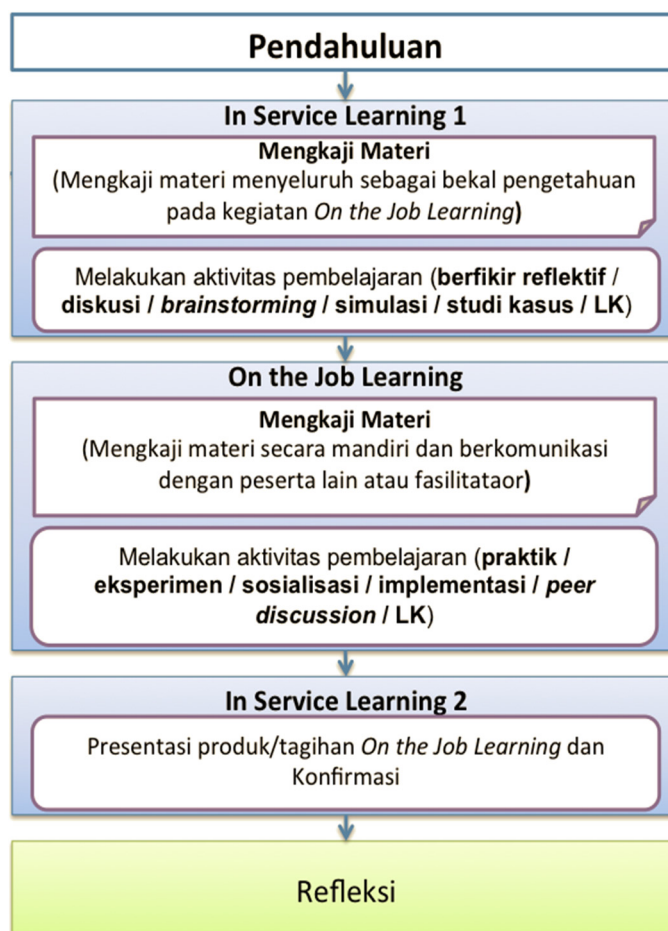 Pendahuluan
In Service Learning 1
Mengkaji Materi
(Mengkaji materi menyeluruh sebagai bekal pengetahuan
pada kegiatan On the Job Learning)
Melakukan aktivitas pembelajaran (berfikir reflektif /
diskusi / brainstorming / simulasi / studi kasus / LK)
On the Job Learning
Mengkaji Materi
(Mengkaji materi secara mandiri dan berkomunikasi
dengan peserta lain atau fasilitataor)
Melakukan aktivitas pembelajaran (praktik /
eksperimen / sosialisasi / implementasi / peer
discussion / LK)
In Service Learning 2
Presentasi produk/tagihan On the Job Learning dan
Konfirmasi
Refleksi